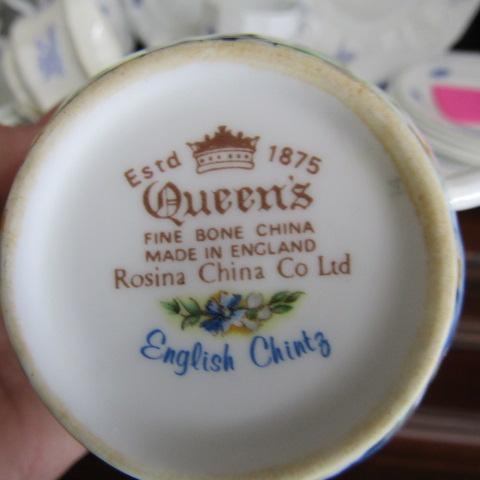 Estd 1875
Queen's
FINE BONE CHINA
MADE IN ENGLAND
Rosina China Co Ltd
English Chintz